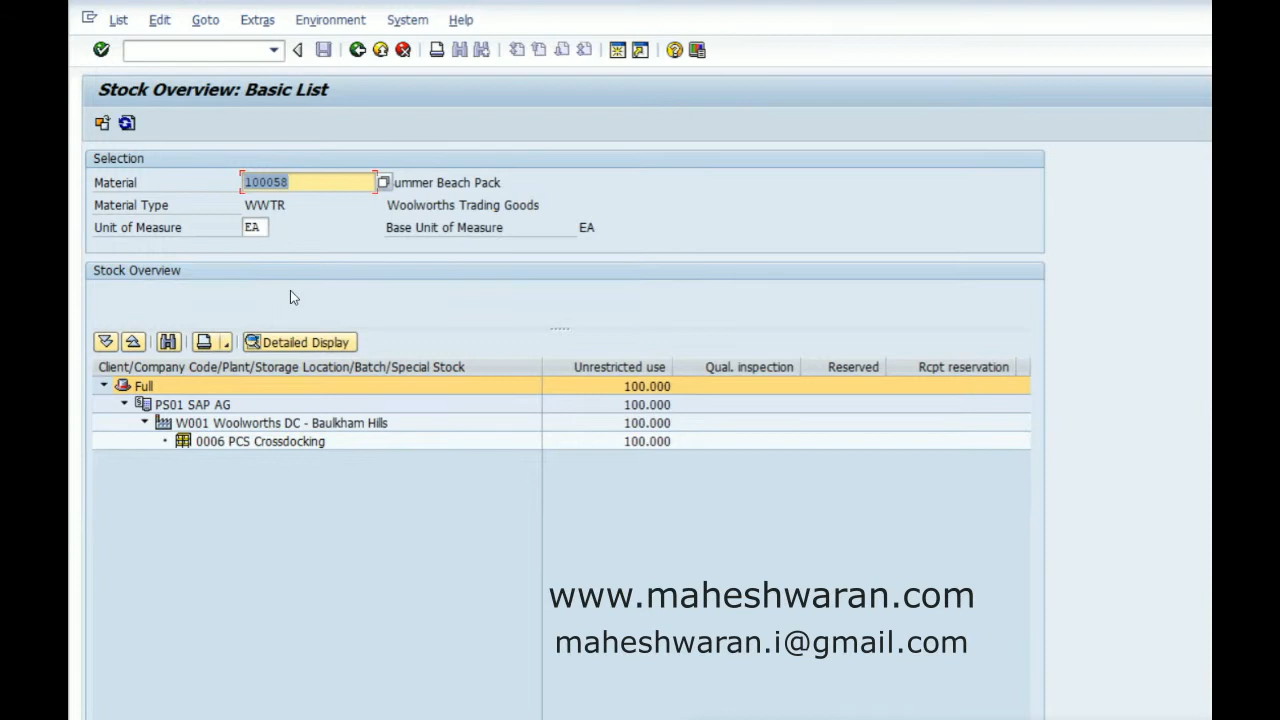 List Edit Goto Extras Environment System Help
Stock Overview: Basic List
Selection
Material 100058 ummer Beach Pack
Material Type WWTR Woolworths Trading Goods
Unit of Measure EA Base Unit of Measure EA
Stock Overview
Detailed Display
Client/Company Code/Plant/Storage Location/Batch/Special Stock Unrestricted use Qual. inspection Reserved Rcpt reservation
Full 100.000
PS01 SAP AG 100.000
W001 Woolworths DC - Baulkham Hills 100.000
0006 PCS Crossdocking 100.000
www.maheshwaran.com
maheshwaran.i@gmail.com